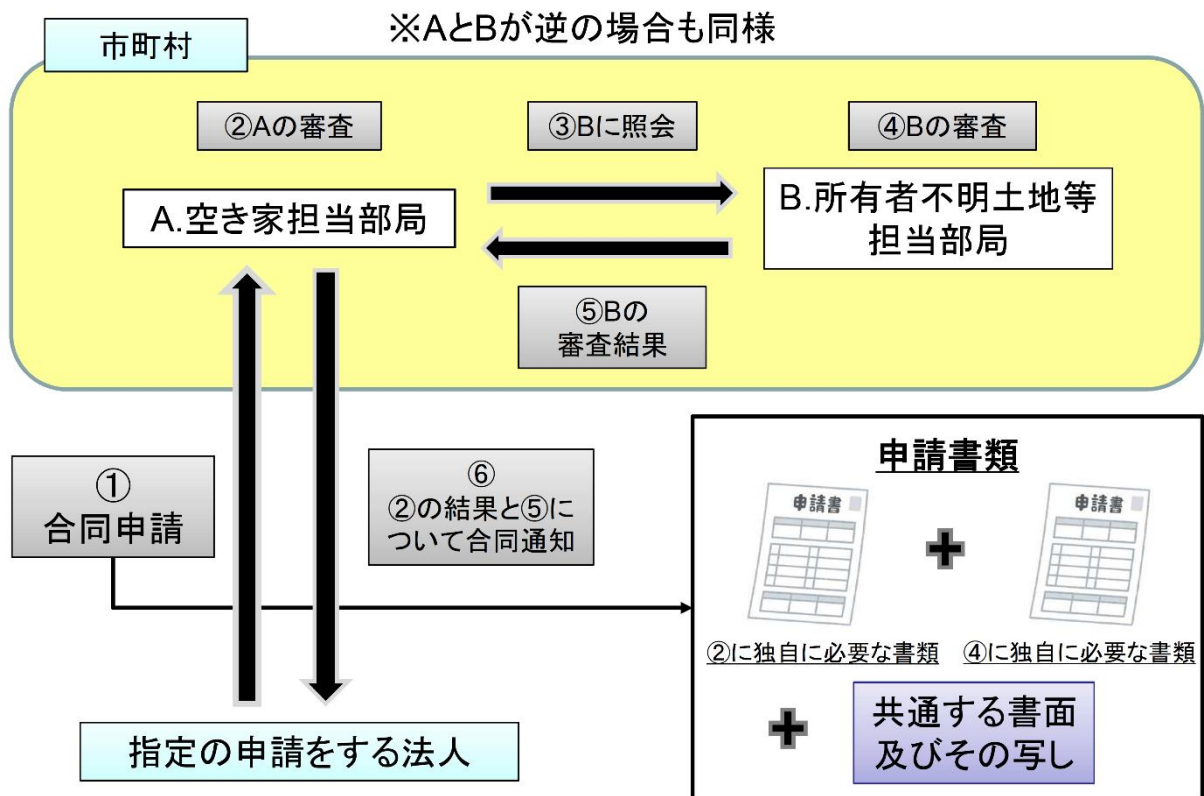 ※AとBが逆の場合も同様
市町村
②Aの審査
③Bに照会
④Bの審査
A.空き家担当部局
B.所有者不明土地等
担当部局
⑤Bの
審査結果
①
合同申請
⑥
②の結果と⑤に
ついて合同通知
指定の申請をする法人
申請書類
申請書
申請書
②に独自に必要な書類
④に独自に必要な書類
共通する書面
及びその写し